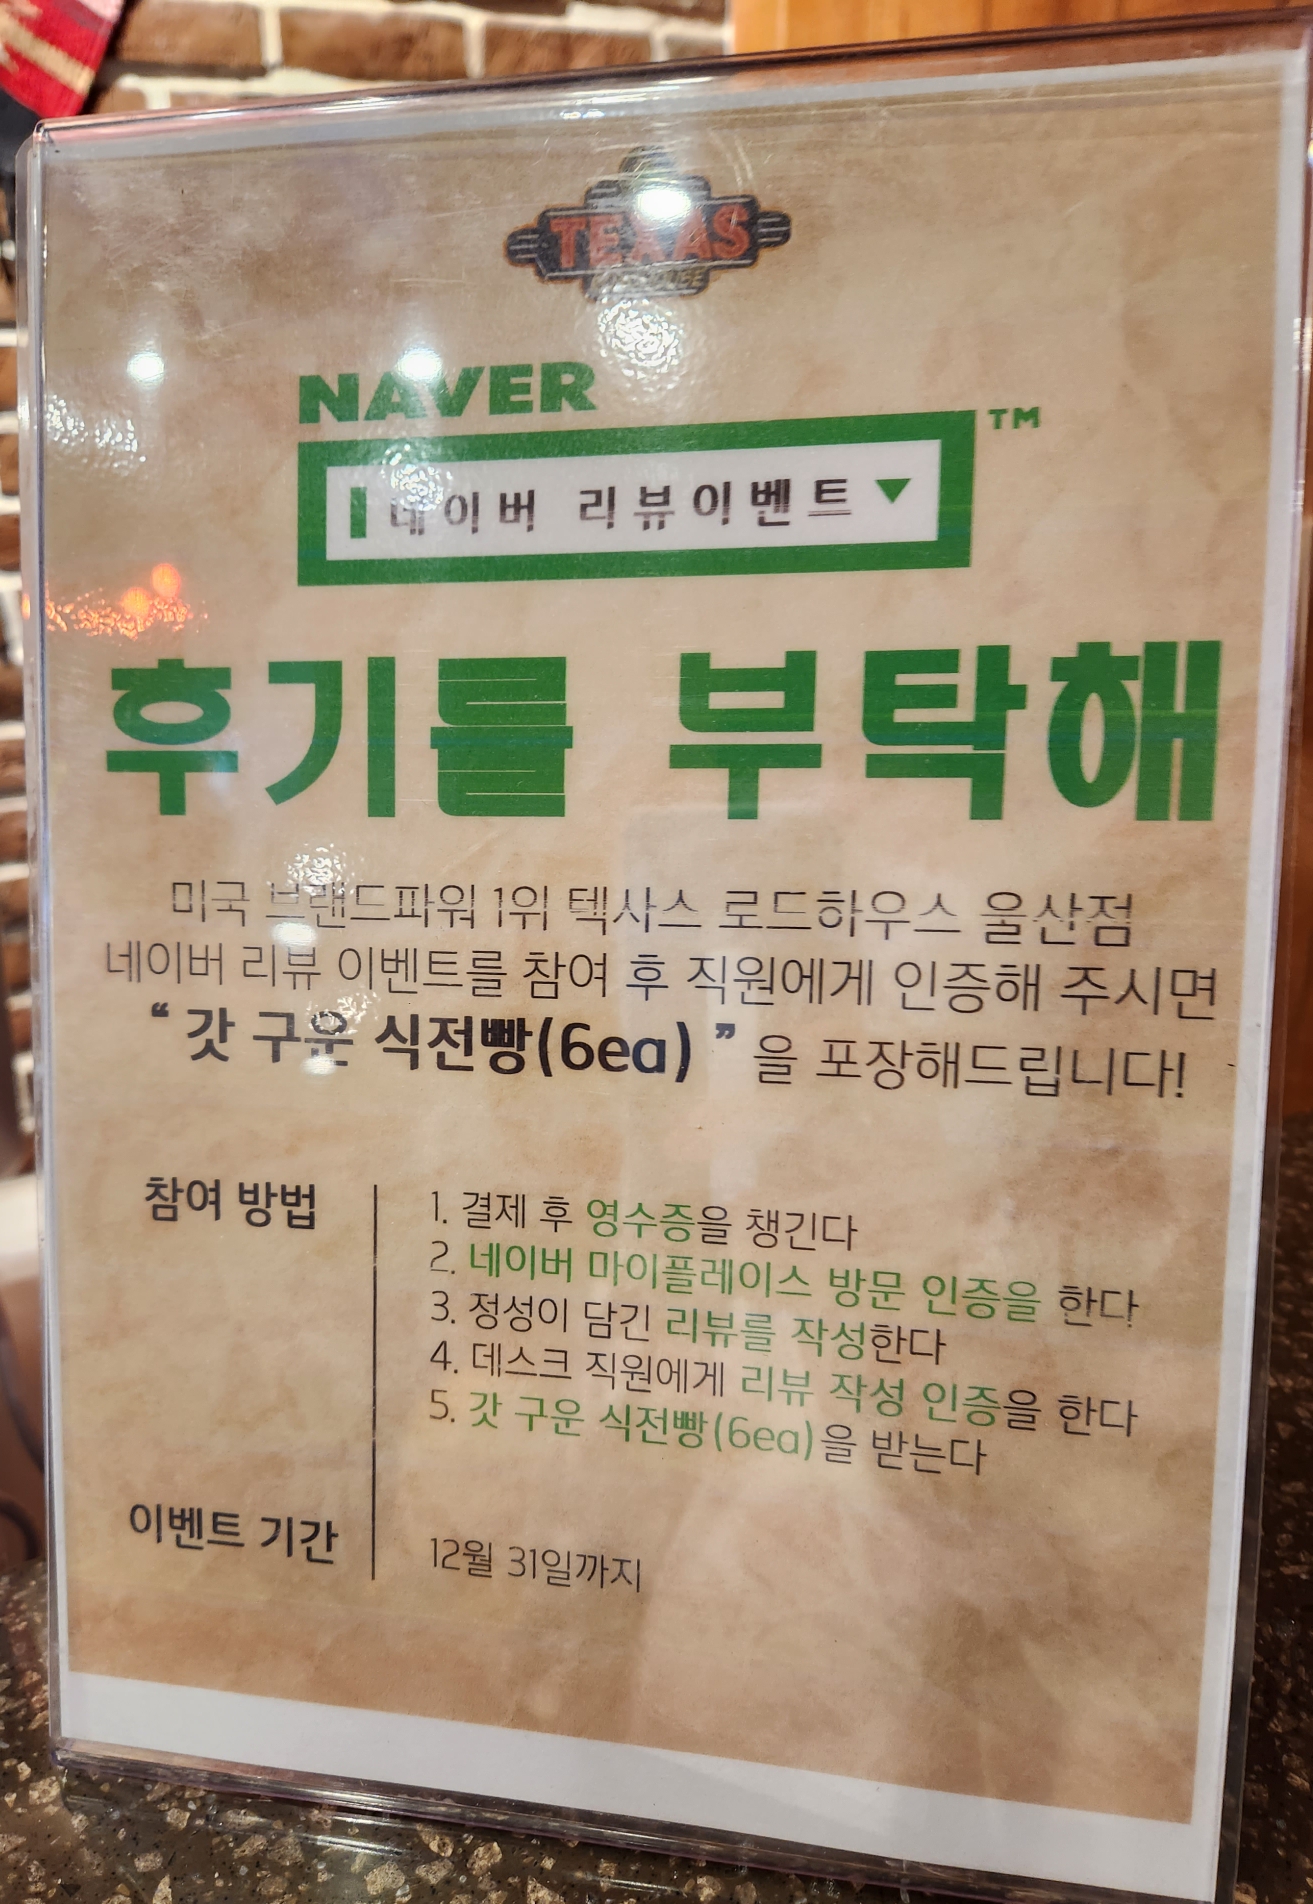 TEXAS
NAVER
TM
네이버 리뷰이벤트
후기를 부탁해
미국 브랜드파워 1위 텍사스 로드하우스 울산점
네이버 리뷰 이벤트를 참여 후 직원에게 인증해 주시면
“ 갓 구운 식전빵(6ea) ” 을 포장해드립니다!
참여 방법
1. 결제 후 영수증을 챙긴다
2. 네이버 마이플레이스 방문 인증을 한다
3. 정성이 담긴 리뷰를 작성한다
4. 데스크 직원에게 리뷰 작성 인증을 한다
5. 갓 구운 식전빵(6ea)을 받는다
이벤트 기간
12월 31일까지